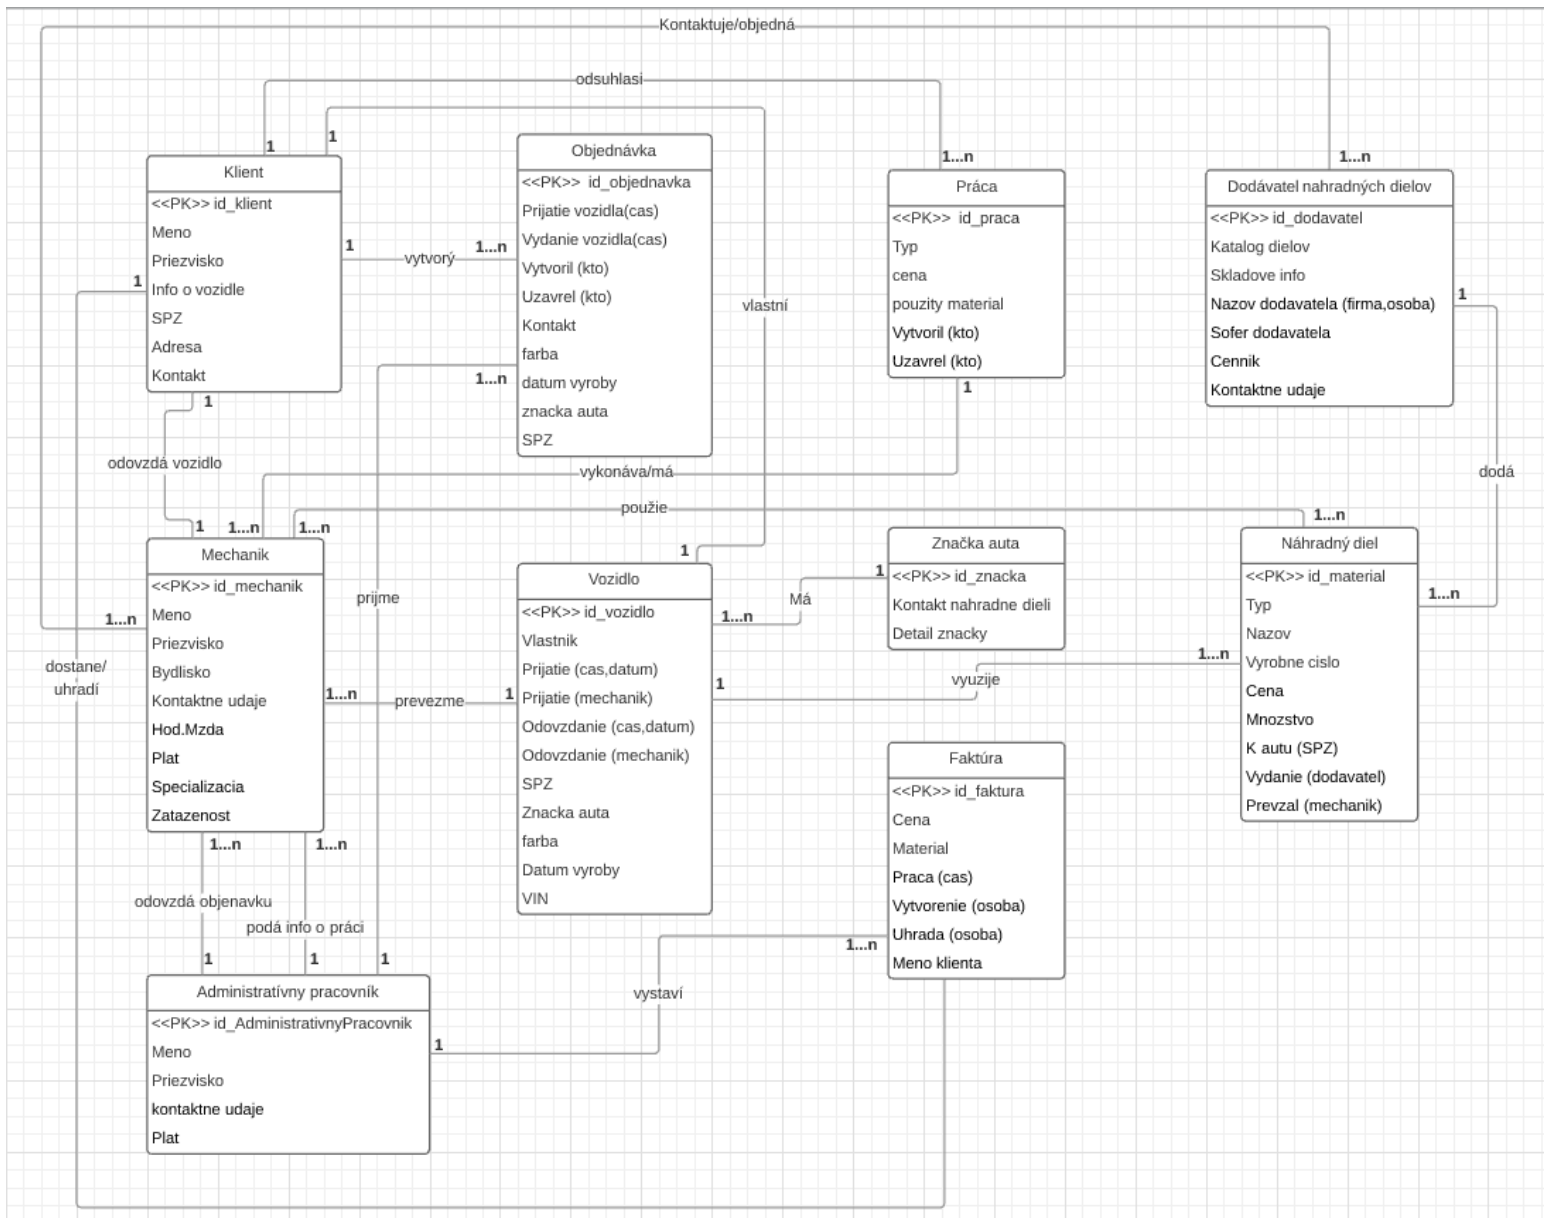 Kontaktuje/objedná
odsuhlasi
1
1
1...n
1...n
Klient
<<PK>> id_klient
Meno
Priezvisko
Info o vozidle
SPZ
Adresa
Kontakt
1
1
1
vytvorý
1...n
Objednávka
<<PK>> id_objednavka
Prijatie vozidla(cas)
Vydanie vozidla(cas)
Vytvoril (kto)
Uzavrel (kto)
Kontakt
farba
datum vyroby
znacka auta
SPZ
1...n
vlastní
Práca
<<PK>> id_praca
Typ
cena
pouzity material
Vytvoril (kto)
Uzavrel (kto)
1
Dodávatel nahradných dielov
<<PK>> id_dodavatel
Katalog dielov
Skladove info
Nazov dodavatela (firma,osoba)
Sofer dodavatela
Cennik
Kontaktne udaje
1
dodá
odovzdá vozidlo
vykonáva/má
použie
1
1...n
1...n
1...n
Mechanik
<<PK>> id_mechanik
Meno
Priezvisko
Bydlisko
Kontaktne udaje
Hod.Mzda
Plat
Specializacia
Zatazenost
1...n
dostane/
uhradí
prijme
1...n
prevezme
1
1
Vozidlo
<<PK>> id_vozidlo
Vlastnik
Prijatie (cas,datum)
Prijatie (mechanik)
Odovzdanie (cas,datum)
Odovzdanie (mechanik)
SPZ
Znacka auta
farba
Datum vyroby
VIN
1...n
Má
1
1
vyuzije
1...n
Značka auta
<<PK>> id_znacka
Kontakt nahradne dieli
Detail znacky
Náhradný diel
<<PK>> id_material
Typ
Nazov
Vyrobne cislo
Cena
Mnozstvo
K autu (SPZ)
Vydanie (dodavatel)
Prevzal (mechanik)
1...n
Faktúra
<<PK>> id_faktura
Cena
Material
Praca (cas)
Vytvorenie (osoba)
Uhrada (osoba)
Meno klienta
1...n
1...n
1...n
odovzdá objenavku
podá info o práci
1
1
1
Administratívny pracovník
<<PK>> id_AdministrativnyPracovnik
Meno
Priezvisko
kontaktne udaje
Plat
1
vystaví